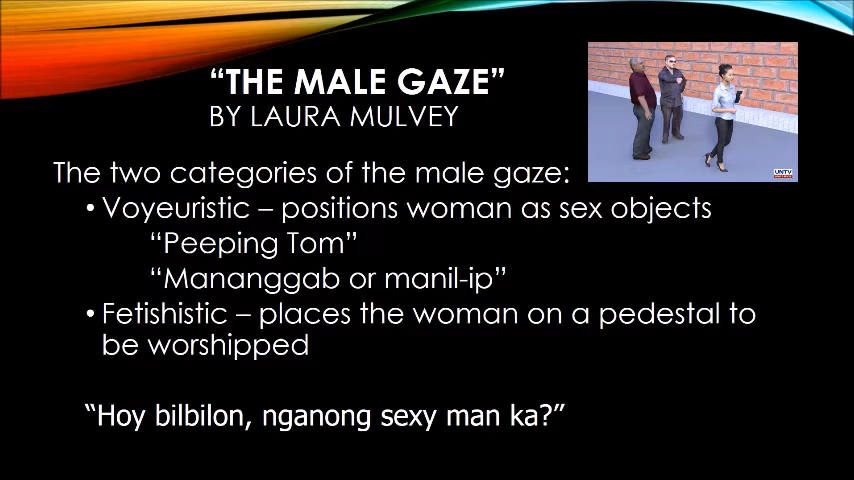 “THE MALE GAZE”
BY LAURA MULVEY
The two categories of the male gaze:
• Voyeuristic – positions woman as sex objects
“Peeping Tom”
“Mananggab or manil-ip”
• Fetishistic – places the woman on a pedestal to
be worshipped
“Hoy bilbilon, nganong sexy man ka?”
UNTV